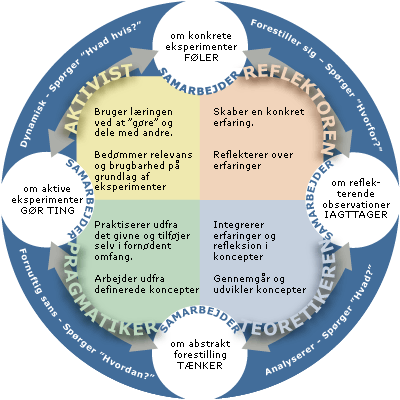 om konkrete
eksperimenter
FØLER
SAMARBEJDER
Dynamisk - Spørger "Hvad hvis?"
Forestiller sig – Spørger "Hvorfor?"
AKTIVIST
REFLEKTOREN
Bruger læringen
ved at "gøre" og
dele med andre.
Bedømmer relevans
og brugbarhed på
grundlag af
eksperimenter
Skaber en konkret
erfaring.
Reflekterer over
erfaringer
om aktive
eksperimenter
GØR TING
SAMARBEJDER
om reflek-
terende
observationer
IAGTTAGER
SAMARBEJDER
Praktiserer udfra
det givne og tilføjer
selv i fornødent
omfang.
Arbejder udfra
definerede koncepter
Integrerer
erfaringer og
refleksion i
koncepter
Gennemgår og
udvikler koncepter
PRAGMATIKER
TEORETIKEREN
Fornuftig sans - Spørger "Hvordan?"
Analyserer – Spørger "Hvad?"
SAMARBEJDER
om abstrakt
forestilling
TÆNKER